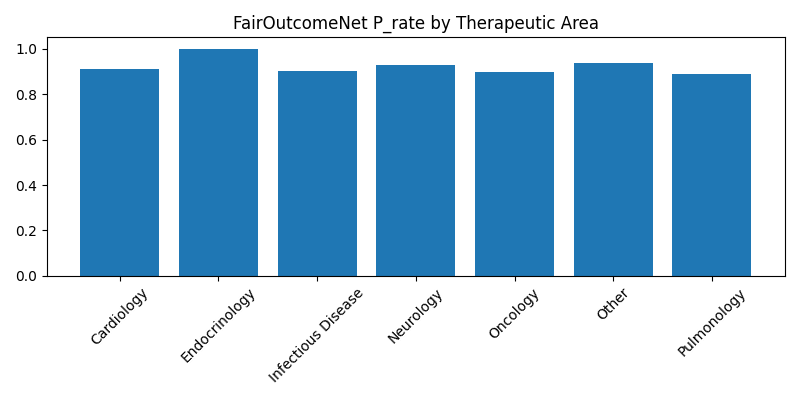 FairOutcomeNet P_rate by Therapeutic Area
1.0
0.8
0.6
0.4
0.2
0.0
Cardiology
Endocrinology
Infectious Disease
Neurology
Oncology
Other
Pulmonology